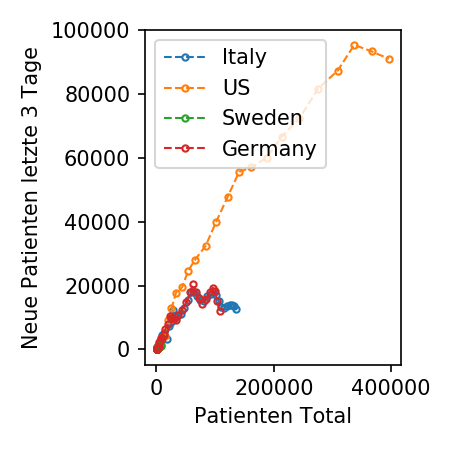 100000
80000
60000
40000
20000
0
Neue Patienten letzte 3 Tage
Italy
US
Sweden
Germany
0
200000
400000
Patienten Total